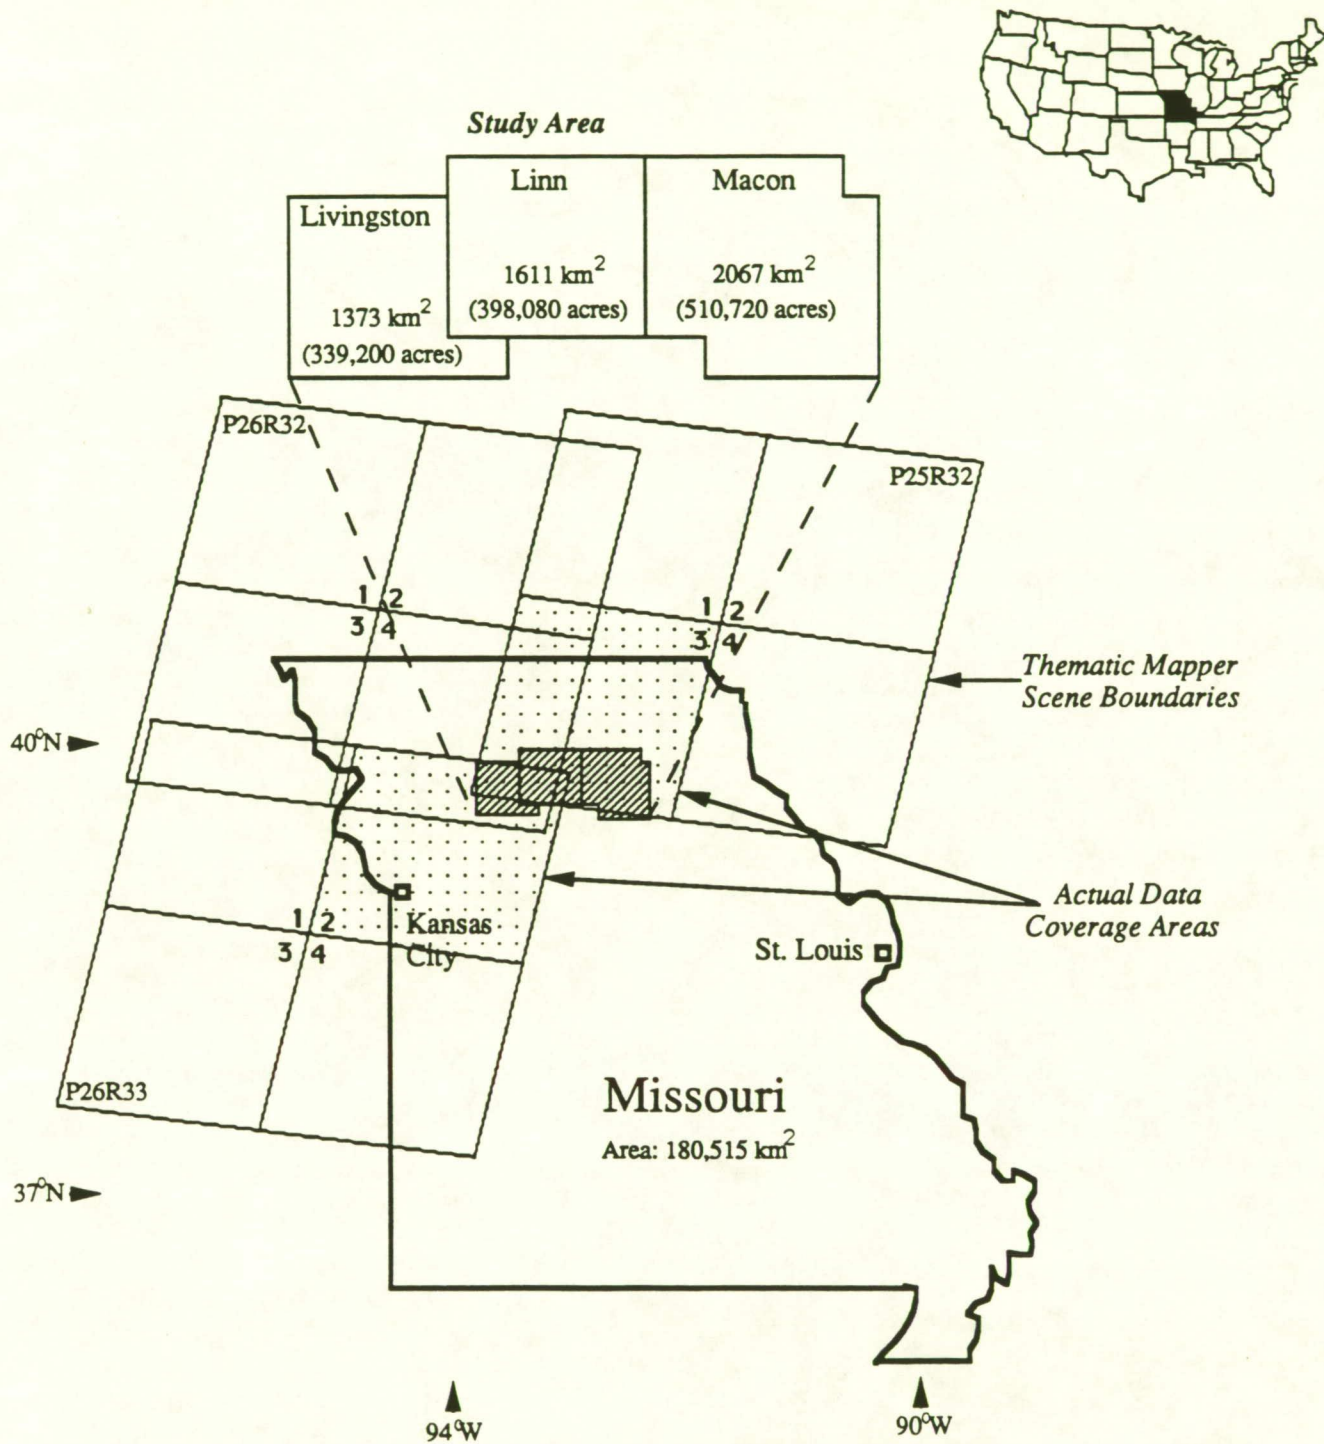 Study Area
Livingston
1373 km2
(339,200 acres)
Linn
1611 km2
(398,080 acres)
Macon
2067 km2
(510,720 acres)
P26R32
P25R32
1 2
3 4
1 2
3 4
Thematic Mapper
Scene Boundaries
40°N
Actual Data
Coverage Areas
1 2
3 4
Kansas
City
St. Louis
P26R33
Missouri
Area: 180,515 km2
37°N
94°W
90°W